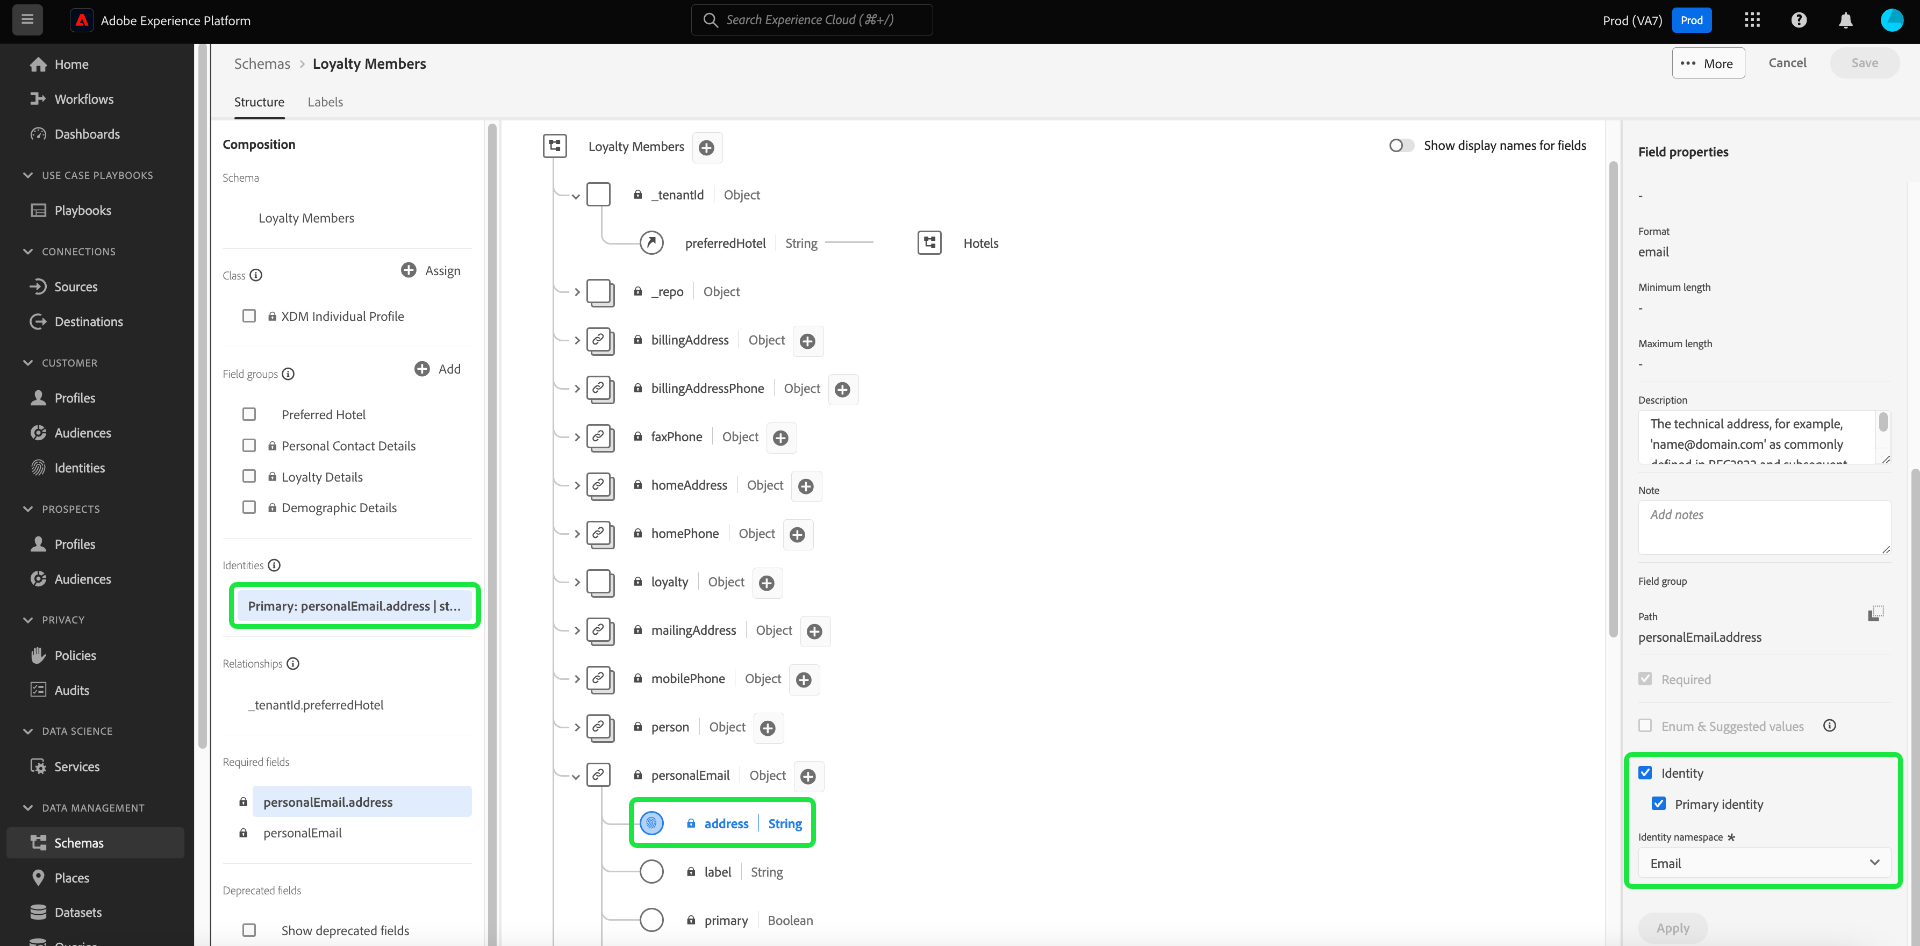 Adobe Experience Platform
Search Experience Cloud (⌘+/)
Prod (VA7)
Prod
Home
Workflows
Dashboards
USE CASE PLAYBOOKS
Playbooks
CONNECTIONS
Sources
Destinations
CUSTOMER
Profiles
Audiences
Identities
PROSPECTS
Profiles
Audiences
PRIVACY
Policies
Audits
DATA SCIENCE
Services
DATA MANAGEMENT
Schemas
Places
Datasets
Schemas > Loyalty Members
••• More
Cancel
Save
Structure
Labels
Composition
Schema
Loyalty Members
Class
Assign
XDM Individual Profile
Field groups
Add
Preferred Hotel
Personal Contact Details
Loyalty Details
Demographic Details
Identities
Primary: personalEmail.address | st...
Relationships
_tenantId.preferredHotel
Required fields
personalEmail.address
personalEmail
Deprecated fields
Show deprecated fields
Loyalty Members
Show display names for fields
_tenantId | Object
preferredHotel | String
Hotels
_repo | Object
billingAddress | Object
billingAddressPhone | Object
faxPhone | Object
homeAddress | Object
homePhone | Object
loyalty | Object
mailingAddress | Object
mobilePhone | Object
person | Object
personalEmail | Object
address | String
label | String
primary | Boolean
Field properties
-
Format
email
Minimum length
-
Maximum length
-
Description
The technical address, for example,
'name@domain.com' as commonly
defined in RFC2822 and subsequent
Note
Add notes
Field group
Path
personalEmail.address
Required
Enum & Suggested values
Identity
Primary identity
Identity namespace *
Email
Apply